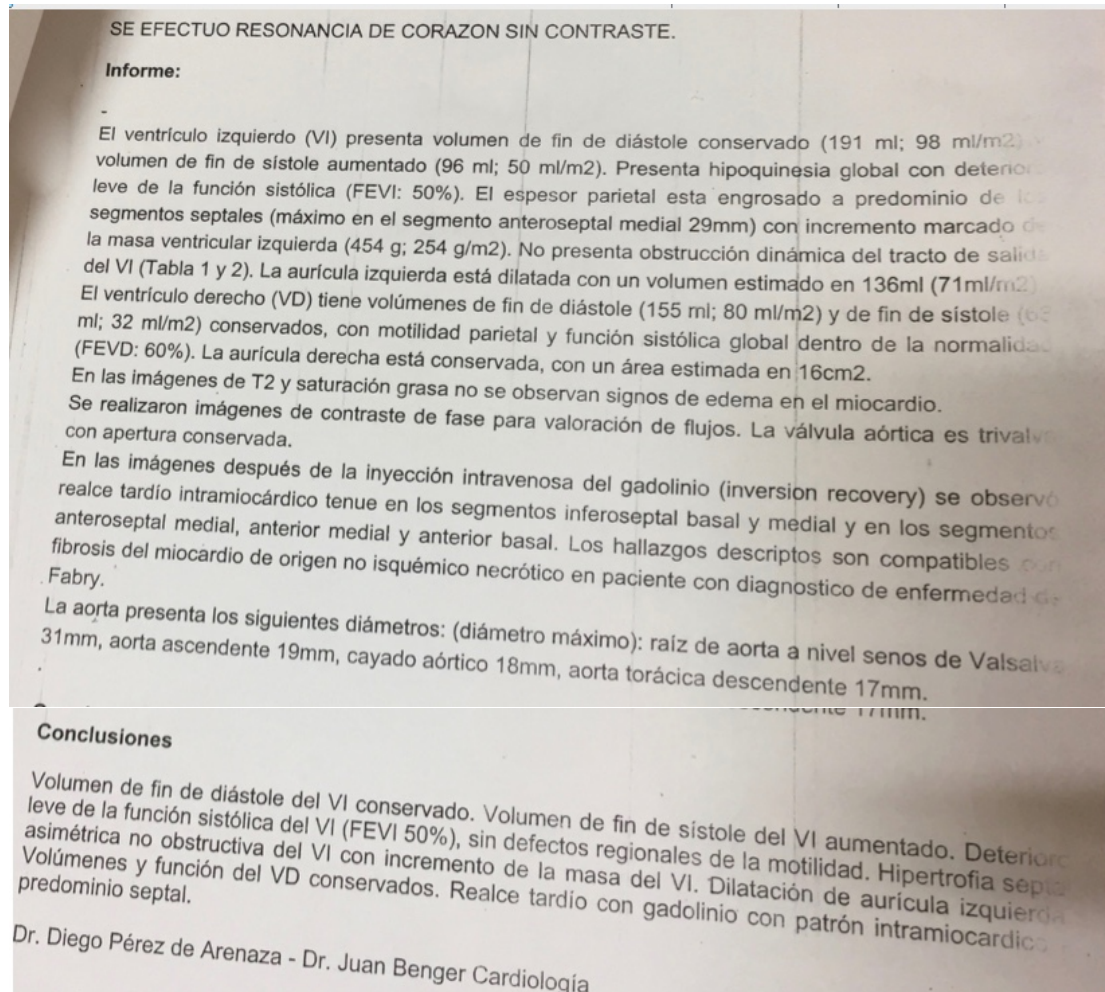 SE EFECTUO RESONANCIA DE CORAZON SIN CONTRASTE.
Informe:
-
El ventrículo izquierdo (VI) presenta volumen de fin de diástole conservado (191 ml; 98 ml/m2) y
volumen de fin de sístole aumentado (96 ml; 50 ml/m2). Presenta hipoquinesia global con deterior
leve de la función sistólica (FEVI: 50%). El espesor parietal esta engrosado a predominio de los
segmentos septales (máximo en el segmento anteroseptal medial 29mm) con incremento marcado de
la masa ventricular izquierda (454 g; 254 g/m2). No presenta obstrucción dinámica del tracto de salida
del VI (Tabla 1 y 2). La aurícula izquierda está dilatada con un volumen estimado en 136ml (71ml/m2)
El ventrículo derecho (VD) tiene volúmenes de fin de diástole (155 ml; 80 ml/m2) y de fin de sístole
ml; 32 ml/m2) conservados, con motilidad parietal y función sistólica global dentro de la normalidad
(FEVD: 60%). La aurícula derecha está conservada, con un área estimada en 16cm2.
En las imágenes de T2 y saturación grasa no se observan signos de edema en el miocardio.
Se realizaron imágenes de contraste de fase para valoración de flujos. La válvula aórtica es trivalva
con apertura conservada.
En las imágenes después de la inyección intravenosa del gadolinio (inversion recovery) se observó
realce tardío intramiocárdico tenue en los segmentos inferoseptal basal y medial y en los segmentos
anteroseptal medial, anterior medial y anterior basal. Los hallazgos descriptos son compatibles con
fibrosis del miocardio de origen no isquémico necrótico en paciente con diagnostico de enfermedad de
Fabry.
La aorta presenta los siguientes diámetros: (diámetro máximo): raíz de aorta a nivel senos de Valsalva
31mm, aorta ascendente 19mm, cayado aórtico 18mm, aorta torácica descendente 17mm.
17mm.
Conclusiones
Volumen de fin de diástole del VI conservado. Volumen de fin de sístole del VI aumentado. Deterioro
leve de la función sistólica del VI (FEVI 50%), sin defectos regionales de la motilidad. Hipertrofia septal
asimétrica no obstructiva del VI con incremento de la masa del VI. Dilatación de aurícula izquierda
Volúmenes y función del VD conservados. Realce tardío con gadolinio con patrón intramiocardico
predominio septal.
Dr. Diego Pérez de Arenaza - Dr. Juan Benger Cardiología